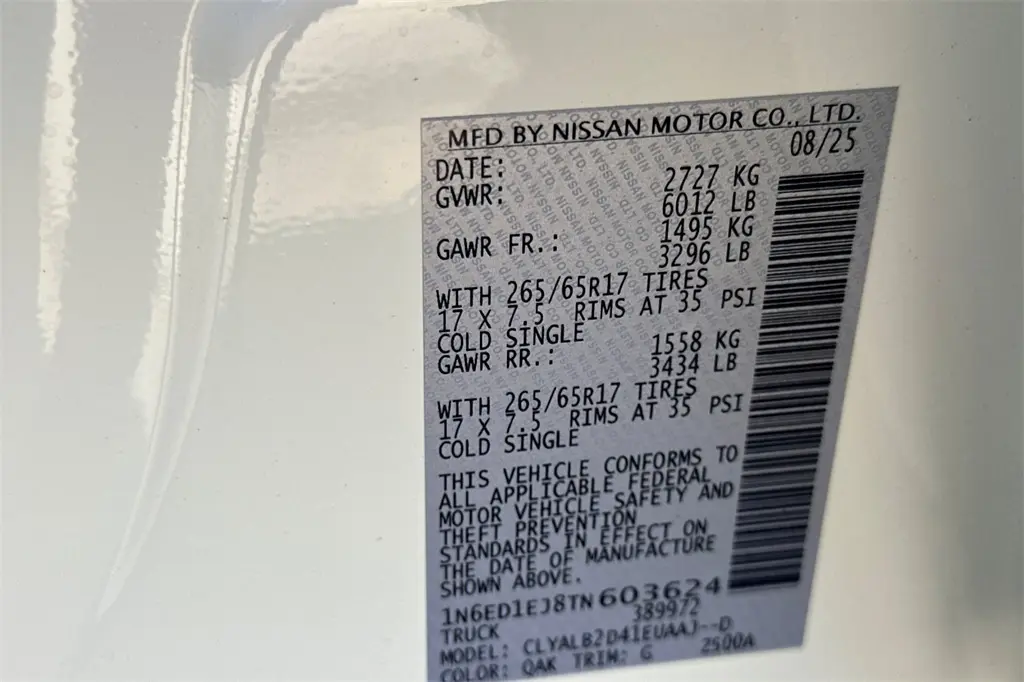 MFD BY NISSAN MOTOR CO., LTD.
DATE: 08/25
GVWR: 2727 KG
6012 LB
GAWR FR.: 1495 KG
3296 LB
WITH 265/65R17 TIRES
17 X 7.5 RIMS AT 35 PSI
COLD SINGLE
GAWR RR.: 1558 KG
3434 LB
WITH 265/65R17 TIRES
17 X 7.5 RIMS AT 35 PSI
COLD SINGLE
THIS VEHICLE CONFORMS TO
ALL APPLICABLE FEDERAL
MOTOR VEHICLE SAFETY AND
THEFT PREVENTION
STANDARDS IN EFFECT ON
THE DATE OF MANUFACTURE
SHOWN ABOVE.
1N6ED1EJ8TN603624
TRUCK 389972
MODEL: CLYALB2D41EUAAJ--D
COLOR: QAK TRIM: G 2500A